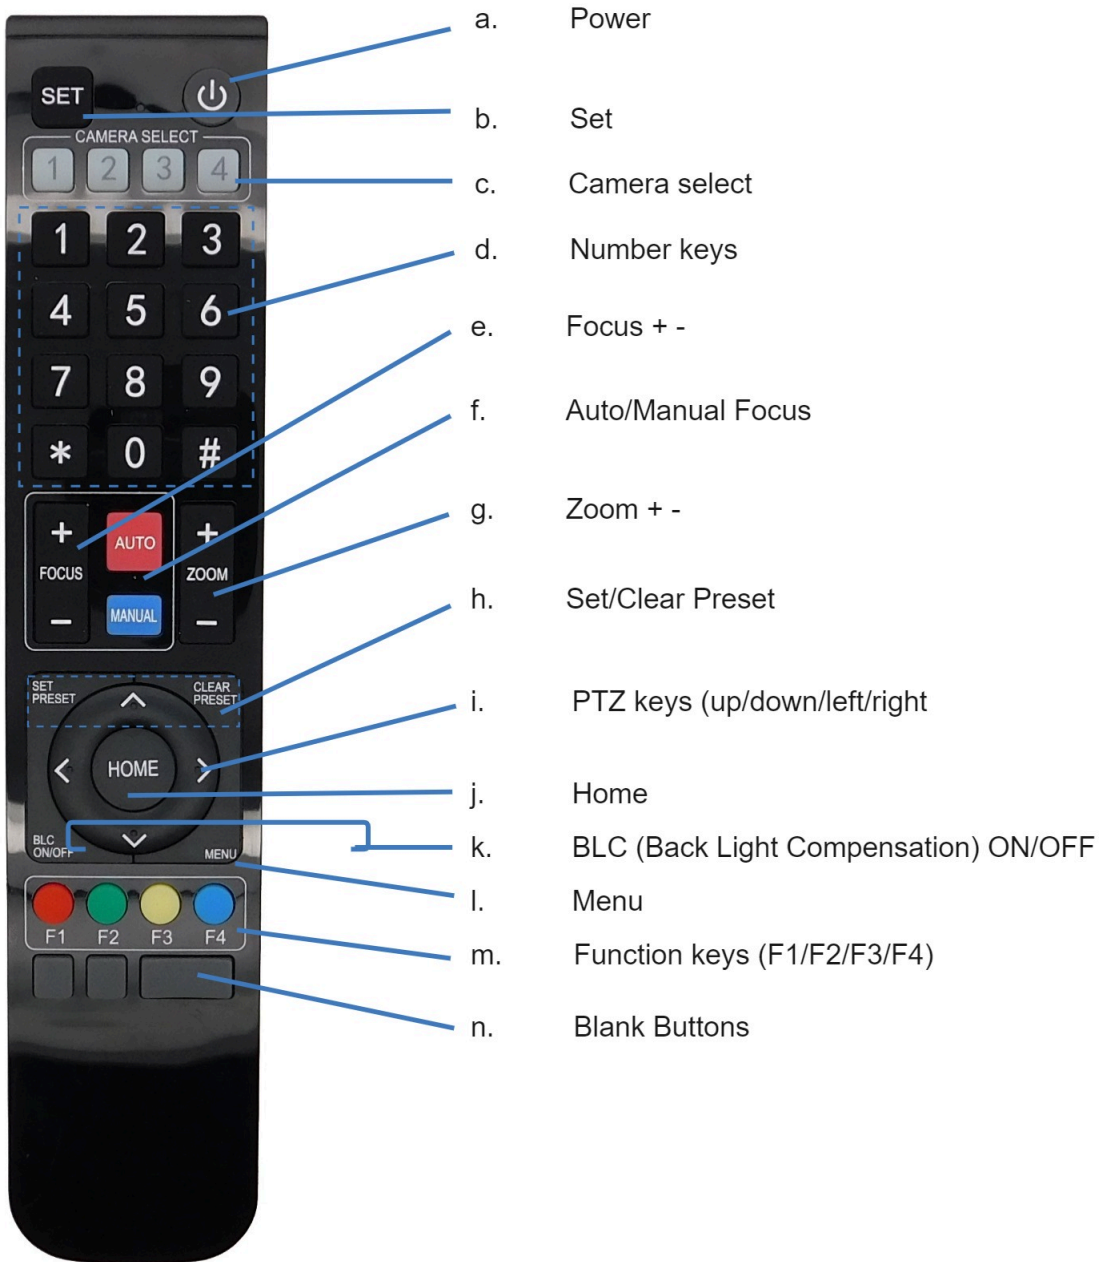 a. Power
SET
b. Set
CAMERA SELECT
1 2 3 4
c. Camera select
1 2 3
d. Number keys
4 5 6
e. Focus + -
7 8 9
f. Auto/Manual Focus
* 0 #
g. Zoom + -
+ AUTO +
FOCUS ZOOM
- MANUAL -
h. Set/Clear Preset
SET
PRESET
CLEAR
PRESET
i. PTZ keys (up/down/left/right
HOME
j. Home
BLC
ON/OFF
MENU
k. BLC (Back Light Compensation) ON/OFF
l. Menu
F1 F2 F3 F4
m. Function keys (F1/F2/F3/F4)
n. Blank Buttons